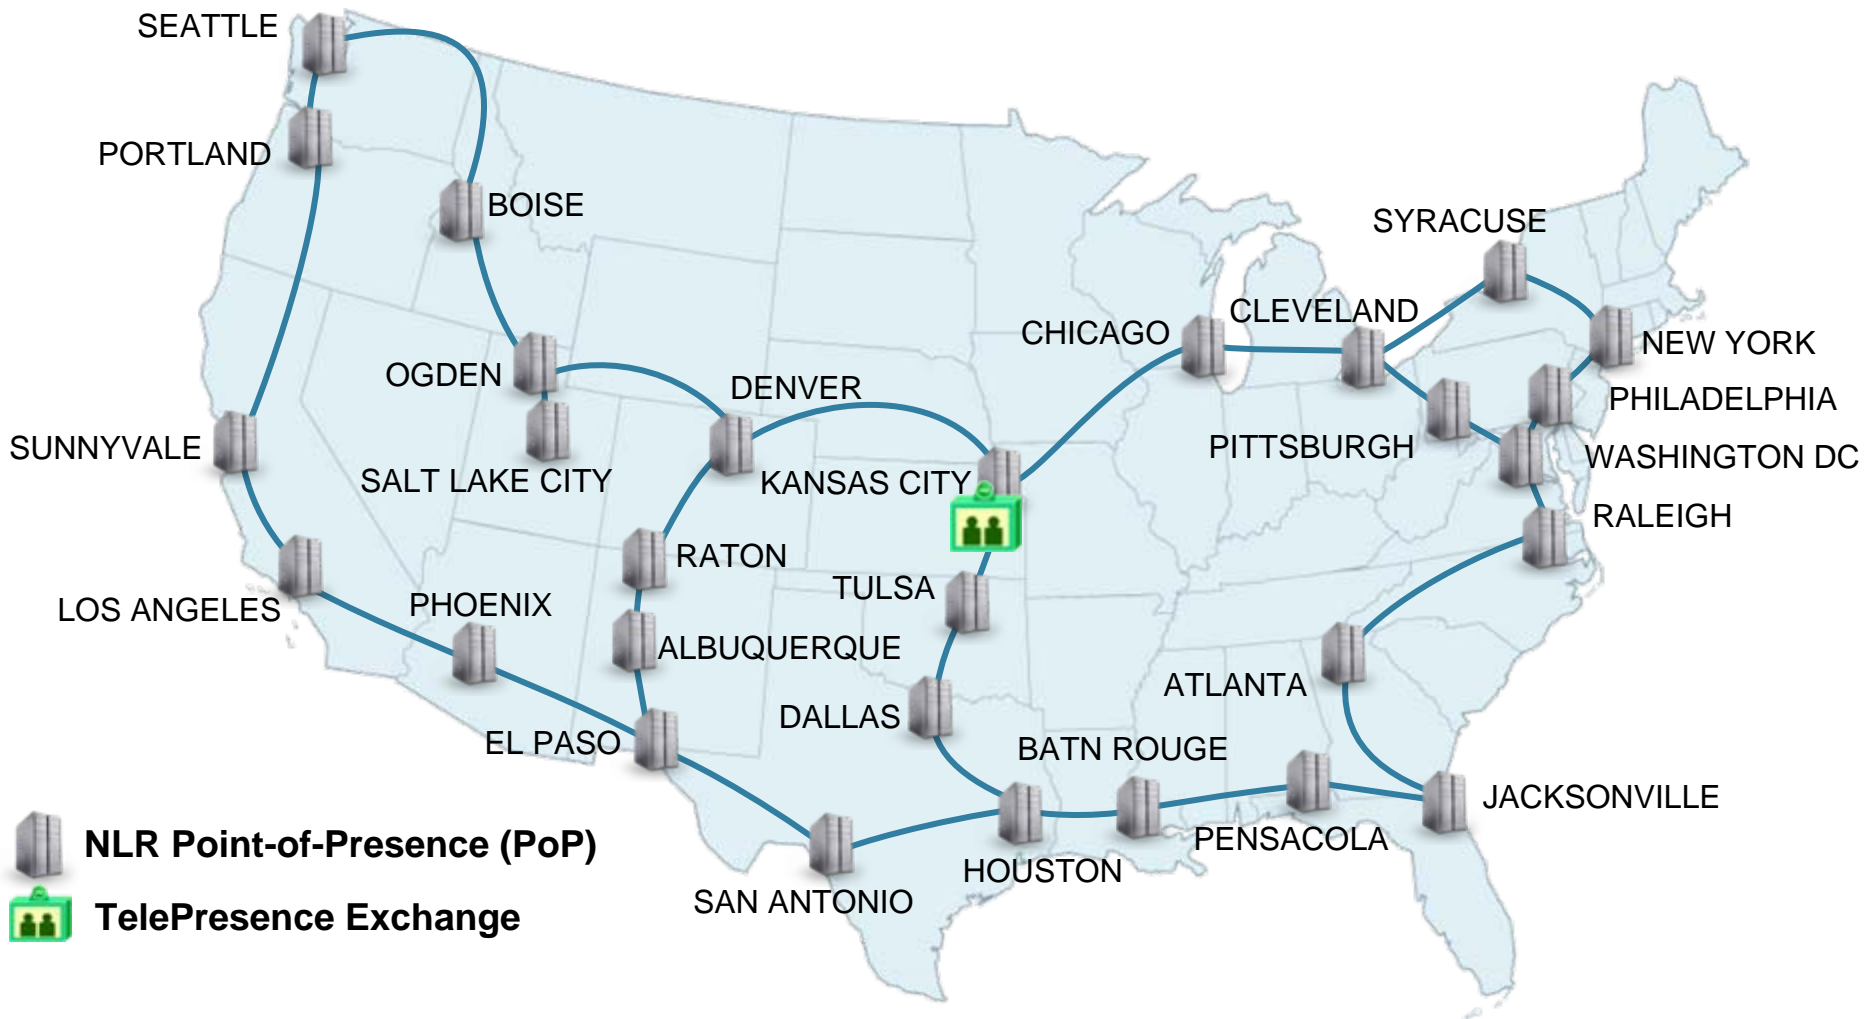 SEATTLE
PORTLAND
BOISE
SYRACUSE
CLEVELAND
CHICAGO
NEW YORK
OGDEN
DENVER
PHILADELPHIA
SUNNYVALE
PITTSBURGH
WASHINGTON DC
SALT LAKE CITY
KANSAS CITY
RALEIGH
RATON
TULSA
LOS ANGELES
PHOENIX
ALBUQUERQUE
ATLANTA
DALLAS
EL PASO
BATN ROUGE
JACKSONVILLE
PENSACOLA
HOUSTON
SAN ANTONIO
NLR Point-of-Presence (PoP)
TelePresence Exchange